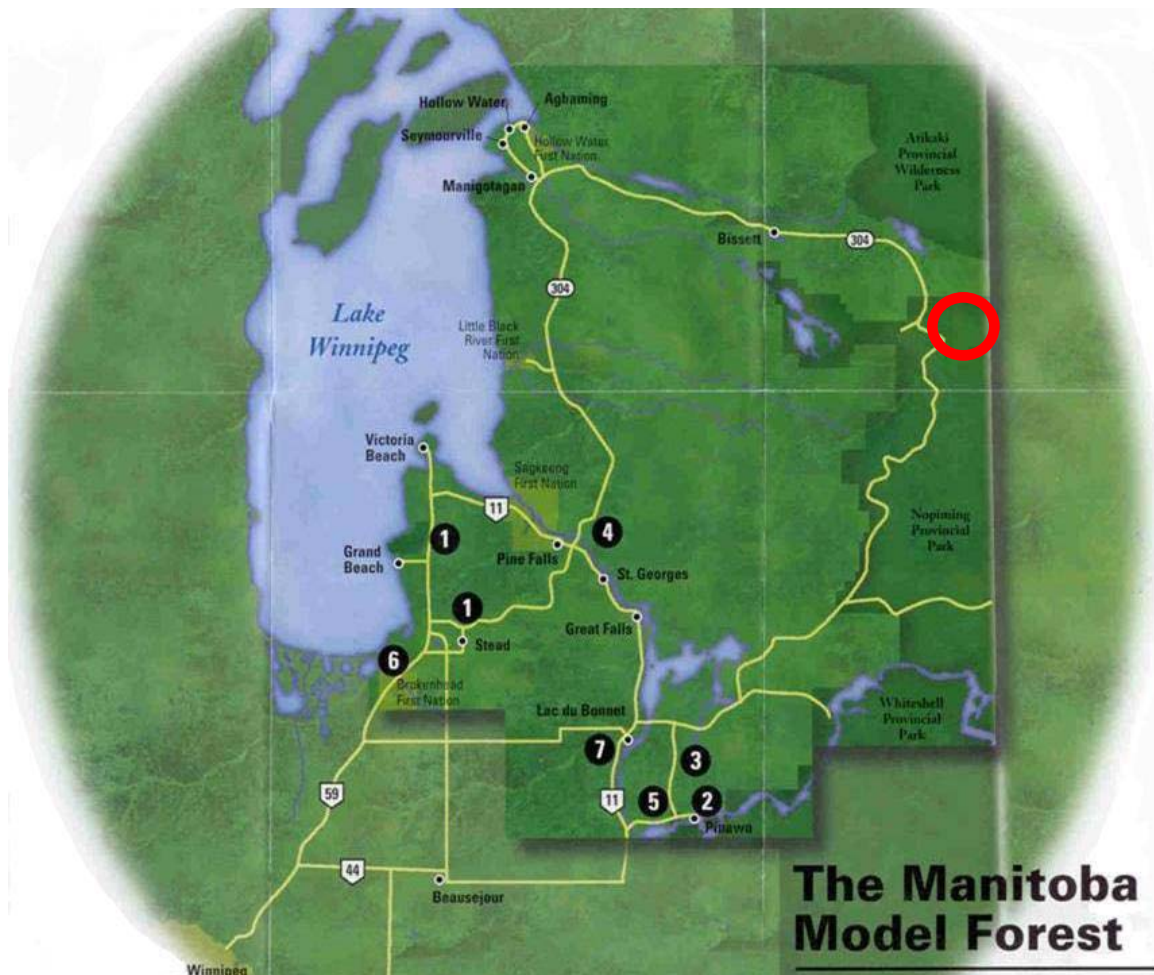 Hollow Water
Aghaming
Seymourville
Hollow Water
First Nation
Manigotagan
Atikaki
Provincial
Wilderness
Park
Bissett
304
304
Lake
Winnipeg
Little Black
River First
Nation
Victoria
Beach
Sagkeeng
First Nation
11
Nopiming
Provincial
Park
1
4
Grand
Beach
Pine Falls
St. Georges
1
Great Falls
Stead
6
Brokenhead
First Nation
Lac du Bonnet
Whiteshell
Provincial
Park
7
3
59
11
5
2
Pinawa
44
Beausejour
The Manitoba
Model Forest
Winnipeg